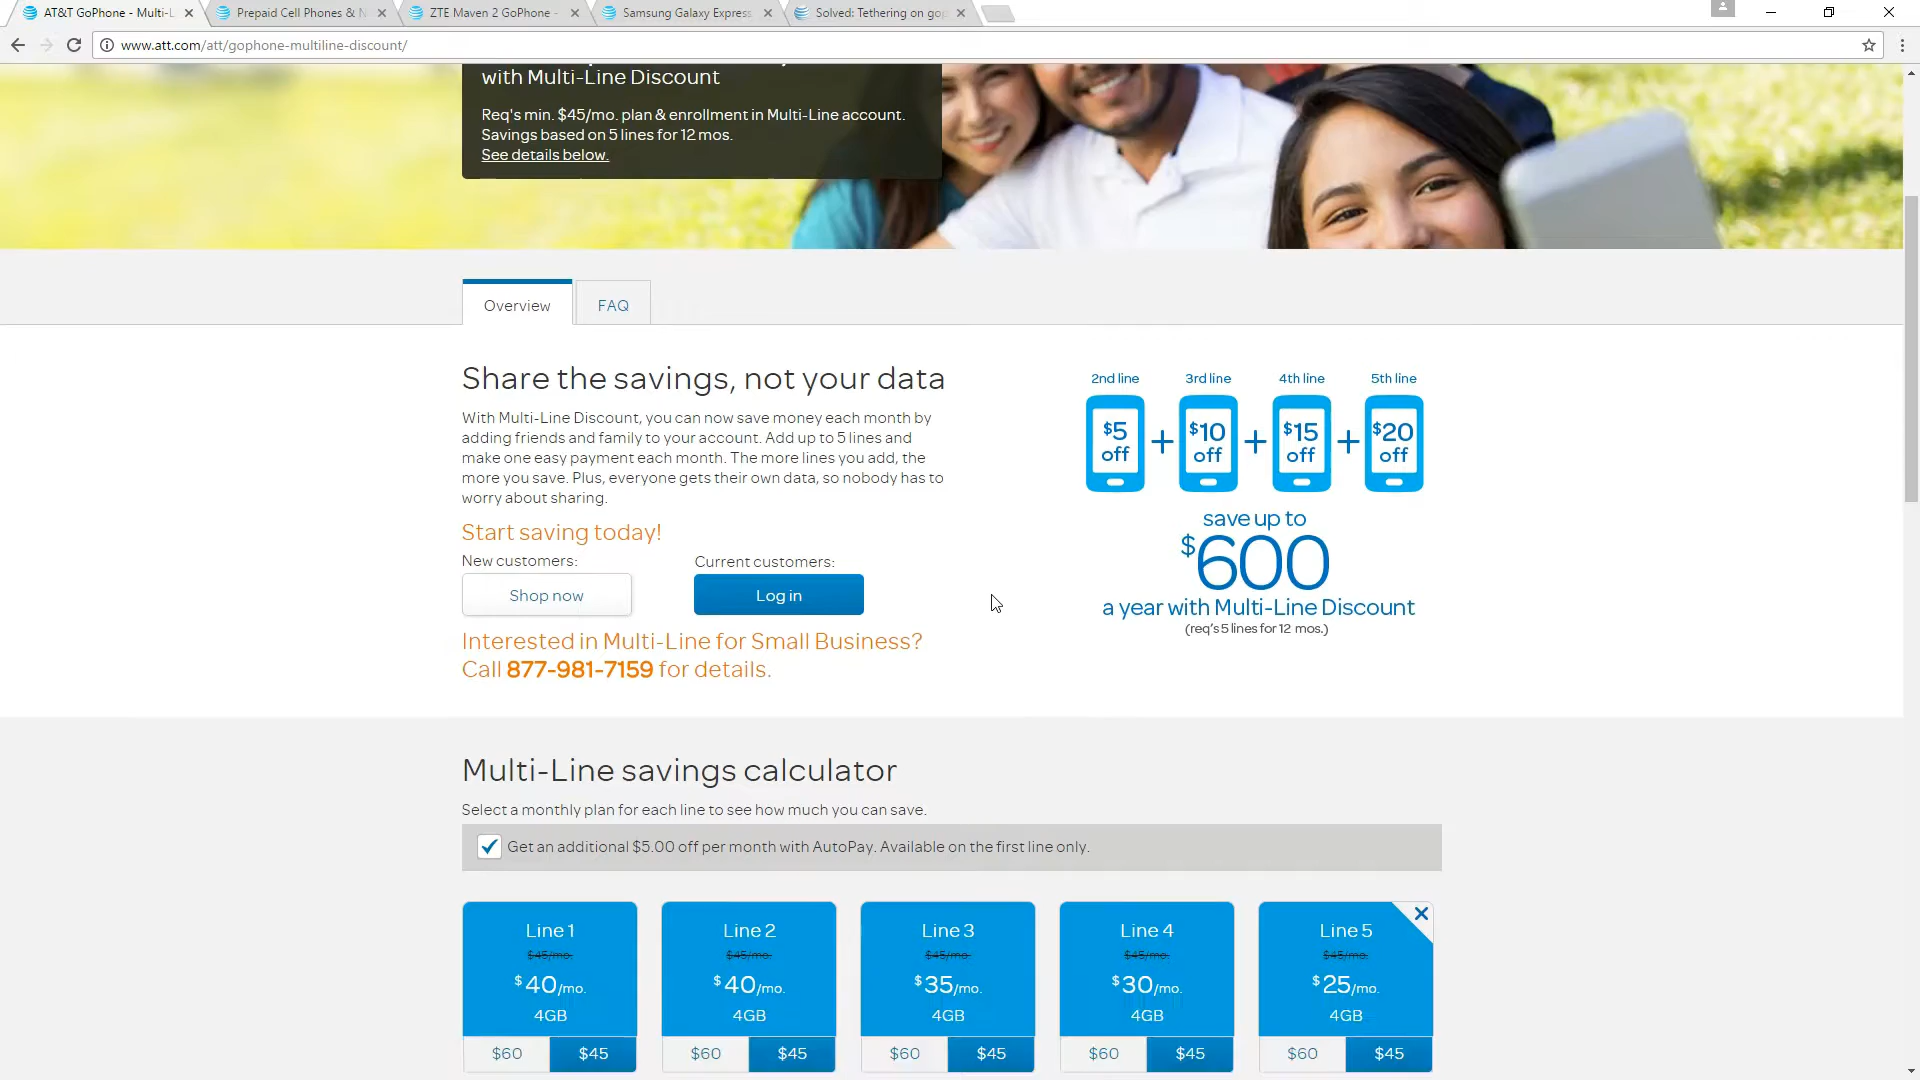 AT&T GoPhone - Multi-L
Prepaid Cell Phones & N
ZTE Maven 2 GoPhone -
Samsung Galaxy Express
Solved: Tethering on gop
www.att.com/att/gophone-multiline-discount/
with Multi-Line Discount
Req's min. $45/mo. plan & enrollment in Multi-Line account.
Savings based on 5 lines for 12 mos.
See details below.
Overview
FAQ
Share the savings, not your data
With Multi-Line Discount, you can now save money each month by
adding friends and family to your account. Add up to 5 lines and
make one easy payment each month. The more lines you add, the
more you save. Plus, everyone gets their own data, so nobody has to
worry about sharing.
Start saving today!
New customers:
Current customers:
Shop now
Log in
Interested in Multi-Line for Small Business?
Call 877-981-7159 for details.
2nd line
3rd line
4th line
5th line
$5
off
+
$10
off
+
$15
off
+
$20
off
save up to
$600
a year with Multi-Line Discount
(req's 5 lines for 12 mos.)
Multi-Line savings calculator
Select a monthly plan for each line to see how much you can save.
Get an additional $5.00 off per month with AutoPay. Available on the first line only.
Line 1
$45/mo.
$40/mo.
4GB
$60
$45
Line 2
$45/mo.
$40/mo.
4GB
$60
$45
Line 3
$45/mo.
$35/mo.
4GB
$60
$45
Line 4
$45/mo.
$30/mo.
4GB
$60
$45
Line 5
$45/mo.
$25/mo.
4GB
$60
$45